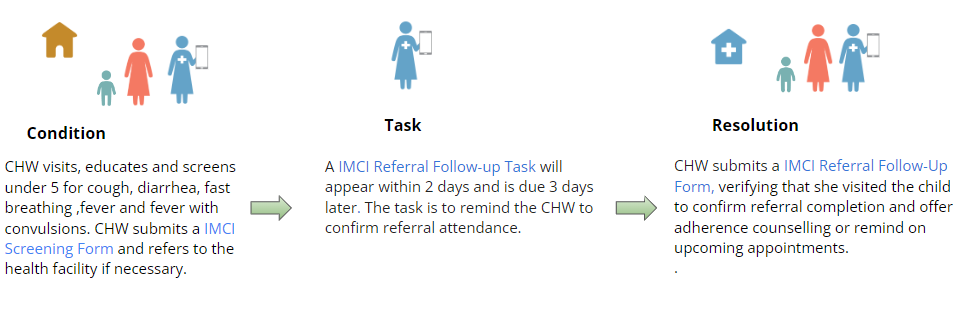 Condition
CHW visits, educates and screens
under 5 for cough, diarrhea, fast
breathing ,fever and fever with
convulsions. CHW submits a IMCI
Screening Form and refers to the
health facility if necessary.
Task
A IMCI Referral Follow-up Task will
appear within 2 days and is due 3 days
later. The task is to remind the CHW to
confirm referral attendance.
Resolution
CHW submits a IMCI Referral Follow-Up
Form, verifying that she visited the child
to confirm referral completion and offer
adherence counselling or remind on
upcoming appointments.
.